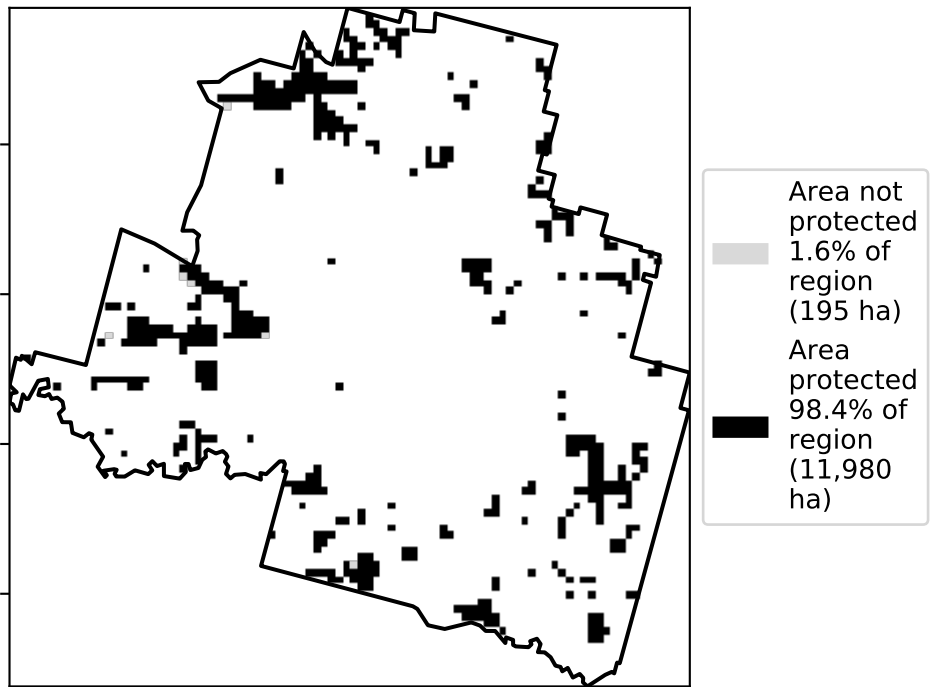 Area not
protected
1.6% of
region
(195 ha)
Area
protected
98.4% of
region
(11,980
ha)